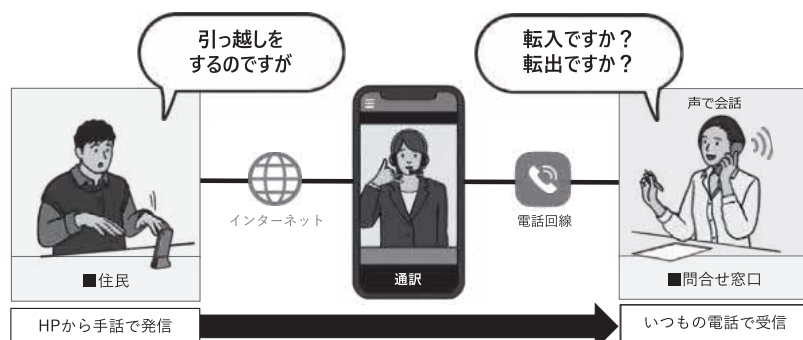 引っ越しを
するのですが
転入ですか？
転出ですか？
声で会話
インターネット
電話回線
通訳
■住民
■問合せ窓口
HPから手話で発信
いつもの電話で受信